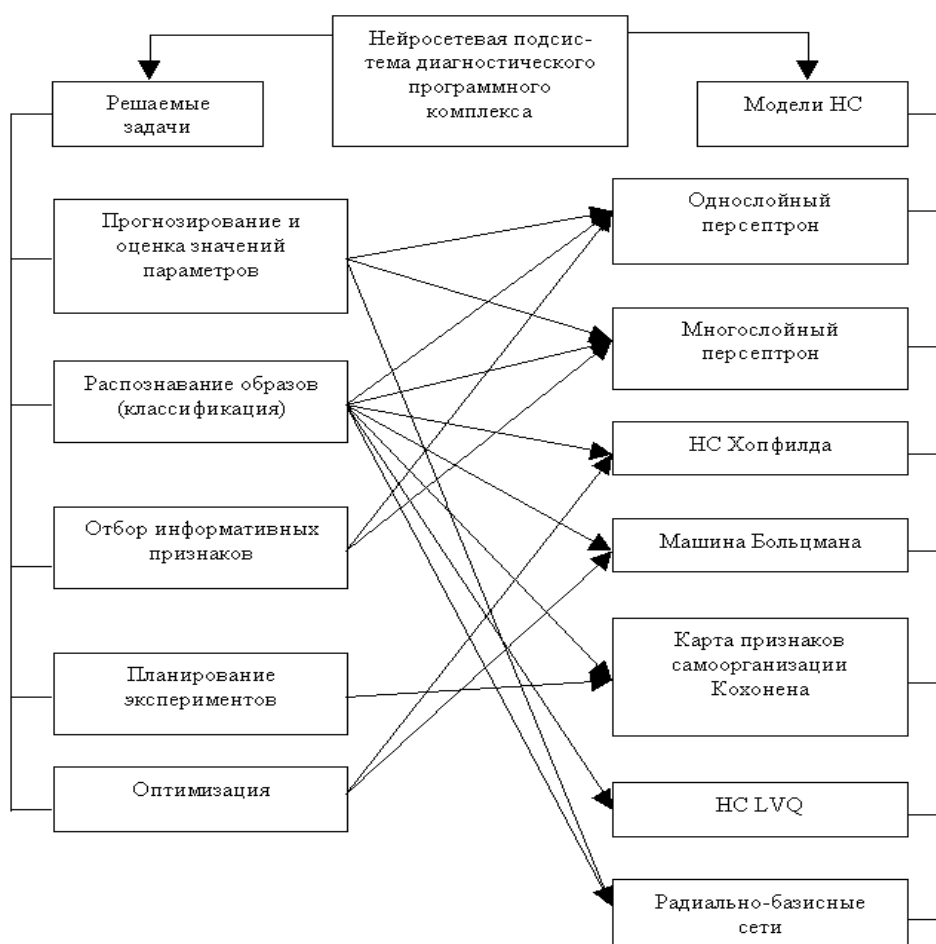 Нейросетевая подсис-
тема диагностического
программного
комплекса
Решаемые
задачи
Модели НС
Прогнозирование и
оценка значений
параметров
Распознавание образов
(классификация)
Отбор информативных
признаков
Планирование
экспериментов
Оптимизация
Однослойный
персептрон
Многослойный
персептрон
НС Хопфилда
Машина Больцмана
Карта признаков
самоорганизации
Кохонена
НС LVQ
Радиально-базисные
сети